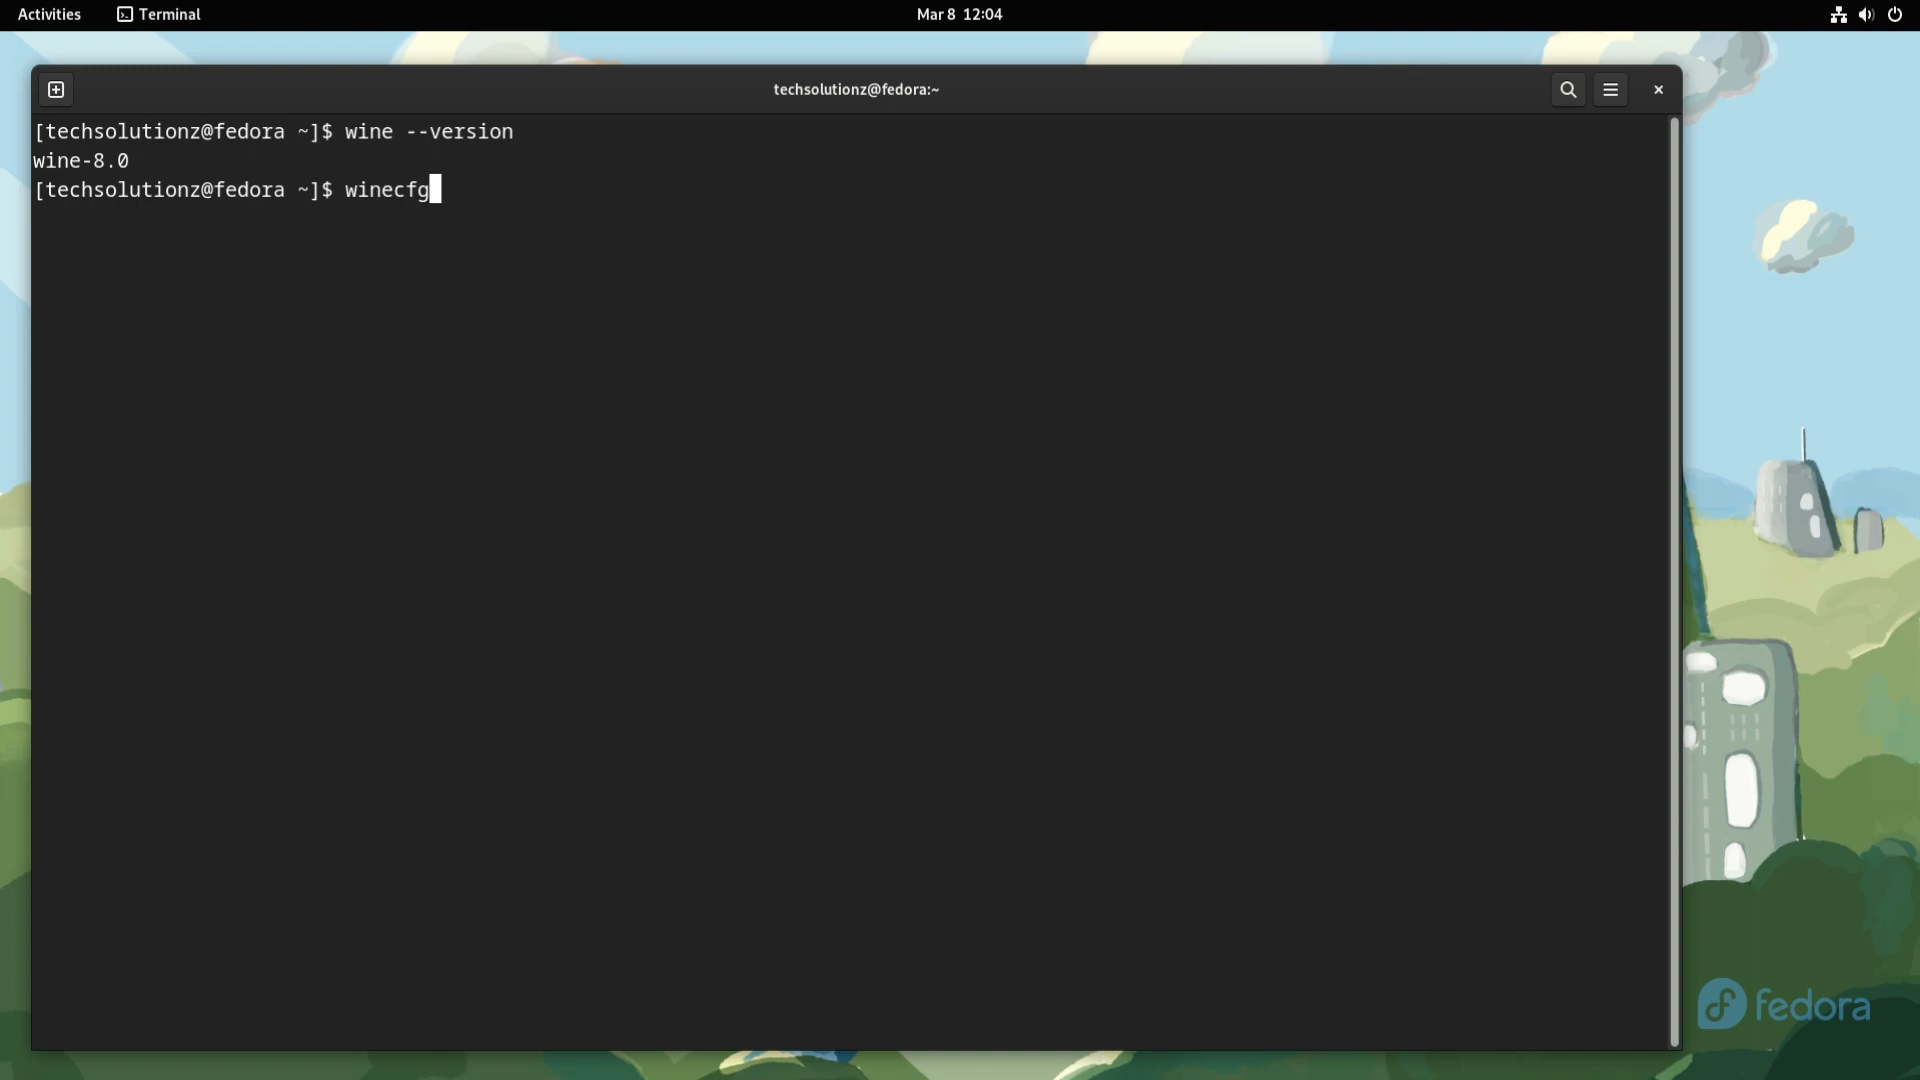 Activities
Terminal
Mar 8 12:04
techsolutionz@fedora:~
[techsolutionz@fedora ~]$ wine --version
wine-8.0
[techsolutionz@fedora ~]$ winecfg
fedora